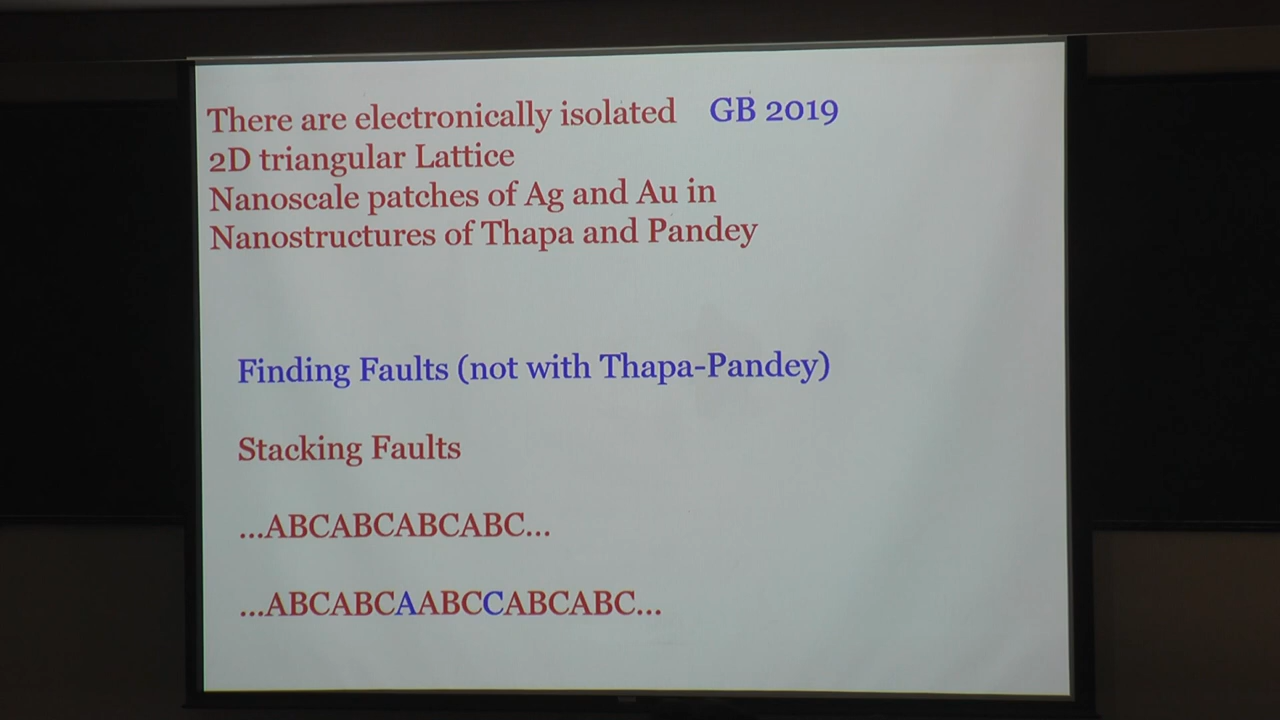 There are electronically isolated GB 2019
2D triangular Lattice
Nanoscale patches of Ag and Au in
Nanostructures of Thapa and Pandey
Finding Faults (not with Thapa-Pandey)
Stacking Faults
...ABCABCABCABC...
...ABCABCAABCCABCABC...